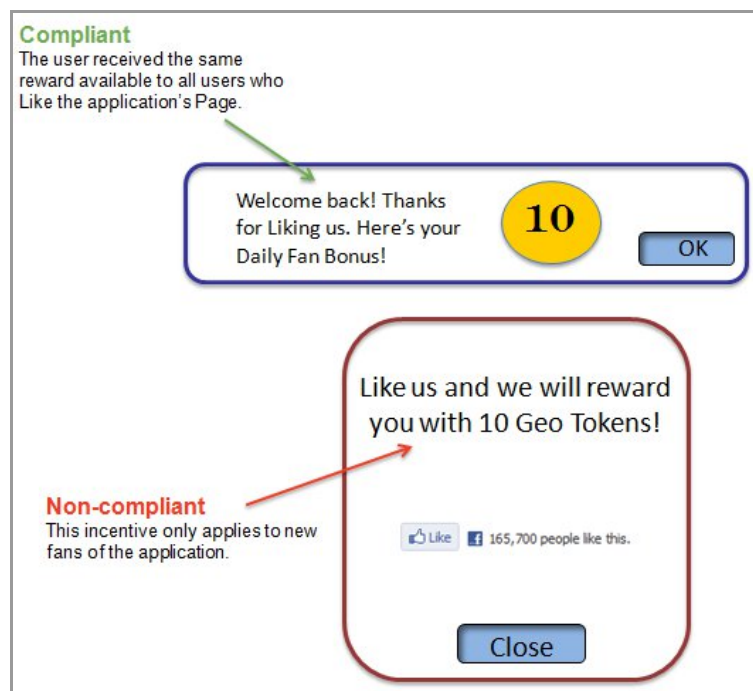 Compliant
The user received the same
reward available to all users who
Like the application's Page.
Welcome back! Thanks
for Liking us. Here's your
Daily Fan Bonus!
10
OK
Like us and we will reward
you with 10 Geo Tokens!
Non-compliant
This incentive only applies to new
fans of the application.
Like
f 165,700 people like this.
Close